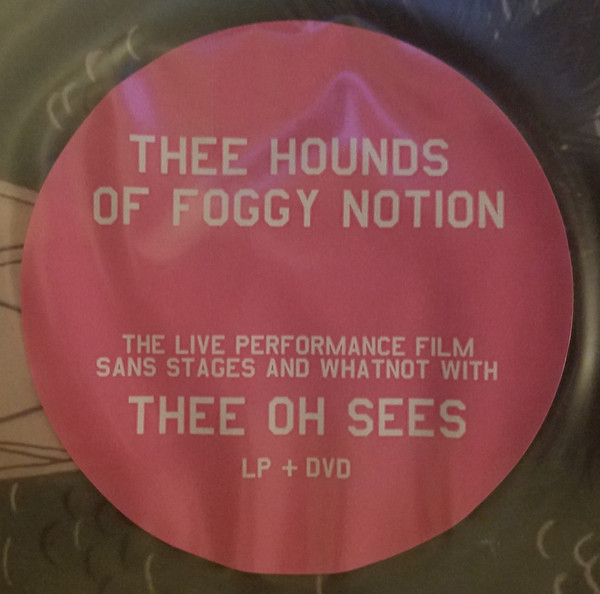 THEE HOUNDS
OF FOGGY NOTION
THE LIVE PERFORMANCE FILM
SANS STAGES AND WHATNOT WITH
THEE OH SEES
LP + DVD